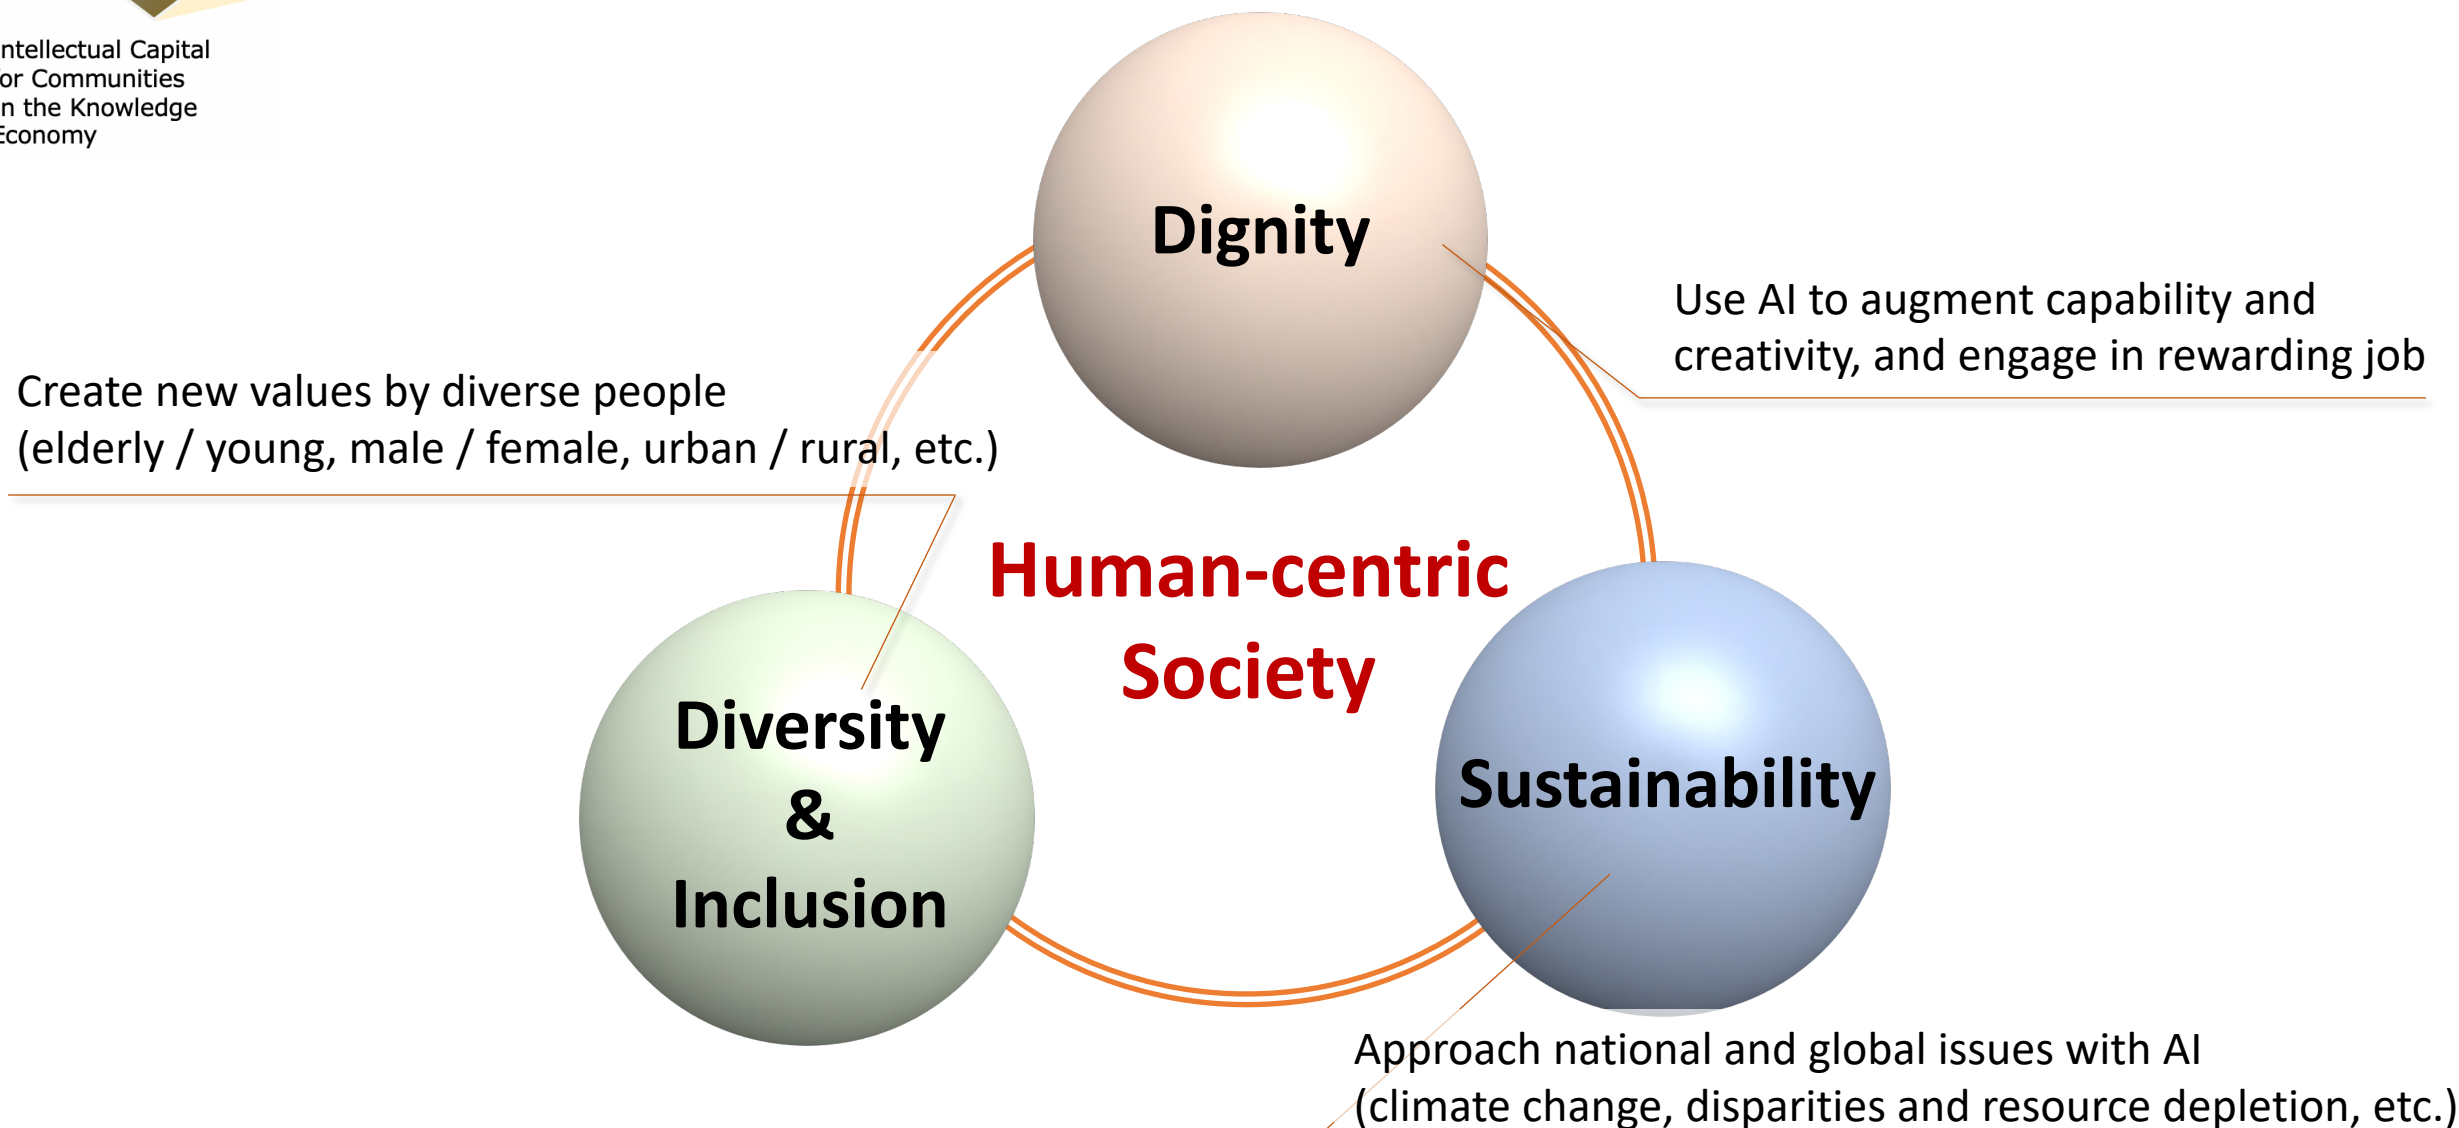 ntellectual Capital
or Communities
n the Knowledge
Economy
Dignity
Use AI to augment capability and
creativity, and engage in rewarding job
Create new values by diverse people
(elderly / young, male / female, urban / rural, etc.)
Human-centric
Society
Diversity
&
Inclusion
Sustainability
Approach national and global issues with AI
(climate change, disparities and resource depletion, etc.)